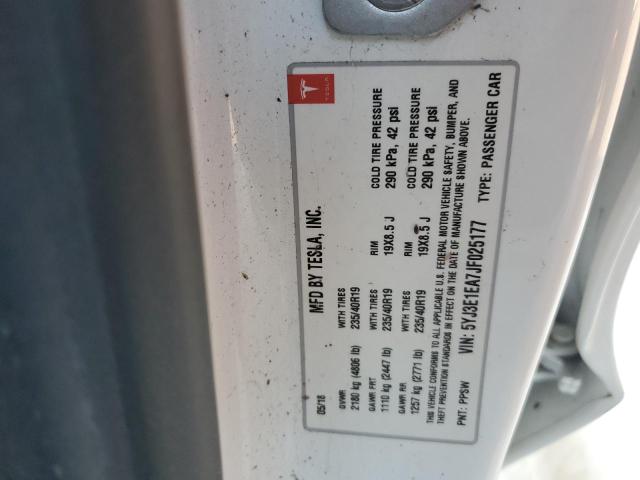 TESLA
MFD BY TESLA, INC.
05/18
GVWR
2180 kg (4806 lb)
WITH TIRES
235/40R19
RIM
19X8.5 J
COLD TIRE PRESSURE
290 kPa, 42 psi
GAWR FRT
1110 kg (2447 lb)
WITH TIRES
235/40R19
RIM
19X8.5 J
COLD TIRE PRESSURE
290 kPa, 42 psi
GAWR RR
1257 kg (2771 lb)
WITH TIRES
235/40R19
THIS VEHICLE CONFORMS TO ALL APPLICABLE U.S. FEDERAL MOTOR VEHICLE SAFETY, BUMPER, AND
THEFT PREVENTION STANDARDS IN EFFECT ON THE DATE OF MANUFACTURE SHOWN ABOVE.
VIN: 5YJ3E1EA7JF025177
PNT: PPSW
TYPE: PASSENGER CAR